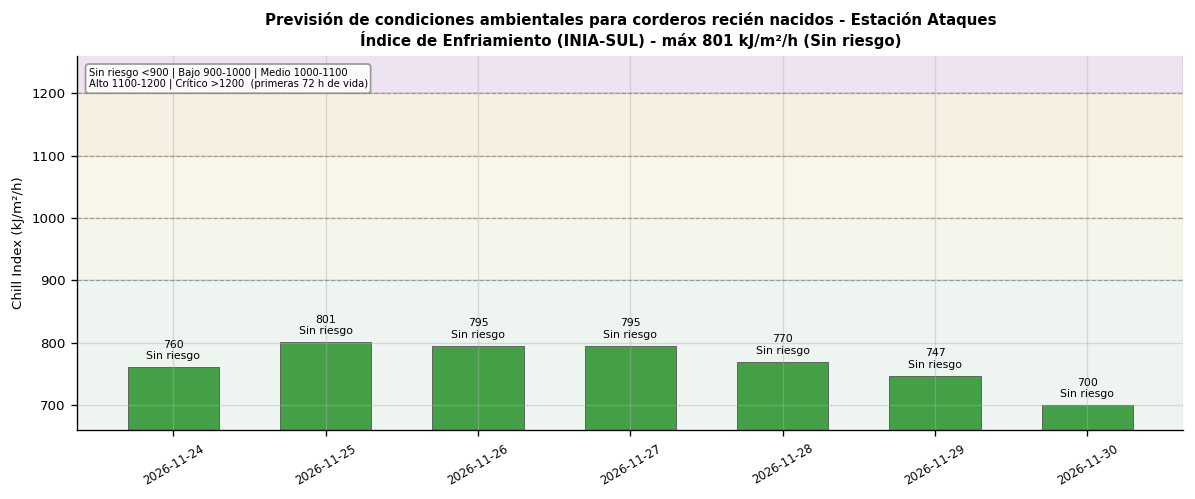 Previsión de condiciones ambientales para corderos recién nacidos - Estación Ataques
Índice de Enfriamiento (INIA-SUL) - máx 801 kJ/m²/h (Sin riesgo)
Sin riesgo <900 | Bajo 900-1000 | Medio 1000-1100
Alto 1100-1200 | Crítico >1200  (primeras 72 h de vida)
Chill Index (kJ/m²/h)
1200
1100
1000
900
800
700
760
Sin riesgo
801
Sin riesgo
795
Sin riesgo
795
Sin riesgo
770
Sin riesgo
747
Sin riesgo
700
Sin riesgo
2026-11-24
2026-11-25
2026-11-26
2026-11-27
2026-11-28
2026-11-29
2026-11-30